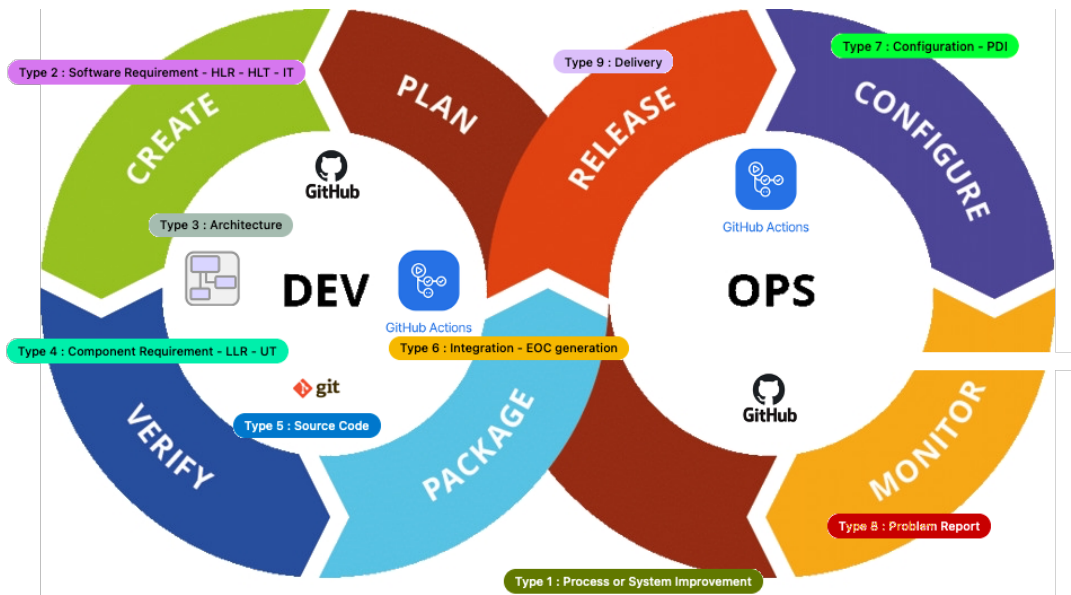 Type 2 : Software Requirement - HLR - HLT - IT
CREATE
PLAN
Type 9 : Delivery
RELEASE
Type 7 : Configuration - PDI
CONFIGURE
GitHub
GitHub Actions
Type 3 : Architecture
DEV
GitHub Actions
OPS
Type 4 : Component Requirement - LLR - UT
Type 6 : Integration - EOC generation
git
GitHub
Type 5 : Source Code
VERIFY
PACKAGE
MONITOR
Type 8 : Problem Report
Type 1 : Process or System Improvement